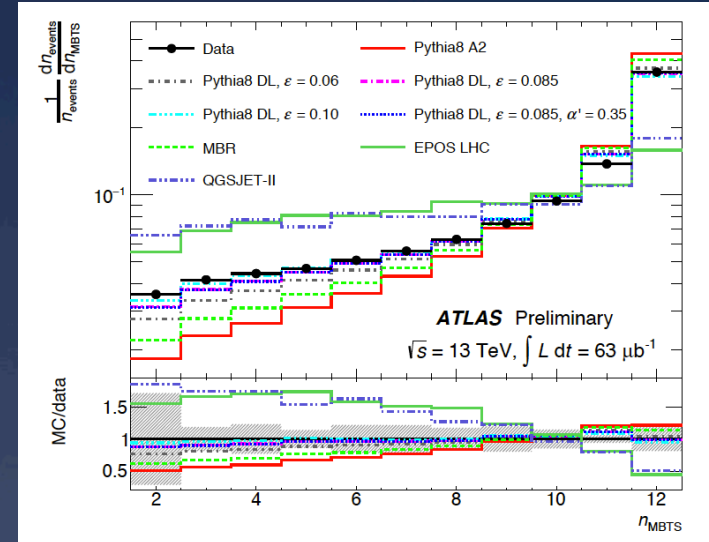 1/n_events dn_events/dn_MBTS
Data
Pythia8 A2
Pythia8 DL, ε = 0.06
Pythia8 DL, ε = 0.085
Pythia8 DL, ε = 0.10
Pythia8 DL, ε = 0.085, α' = 0.35
MBR
EPOS LHC
QGSJET-II
10⁻¹
ATLAS Preliminary
√s = 13 TeV, ∫ L dt = 63 μb⁻¹
MC/data
1.5
1
0.5
2 4 6 8 10 12
n_MBTS